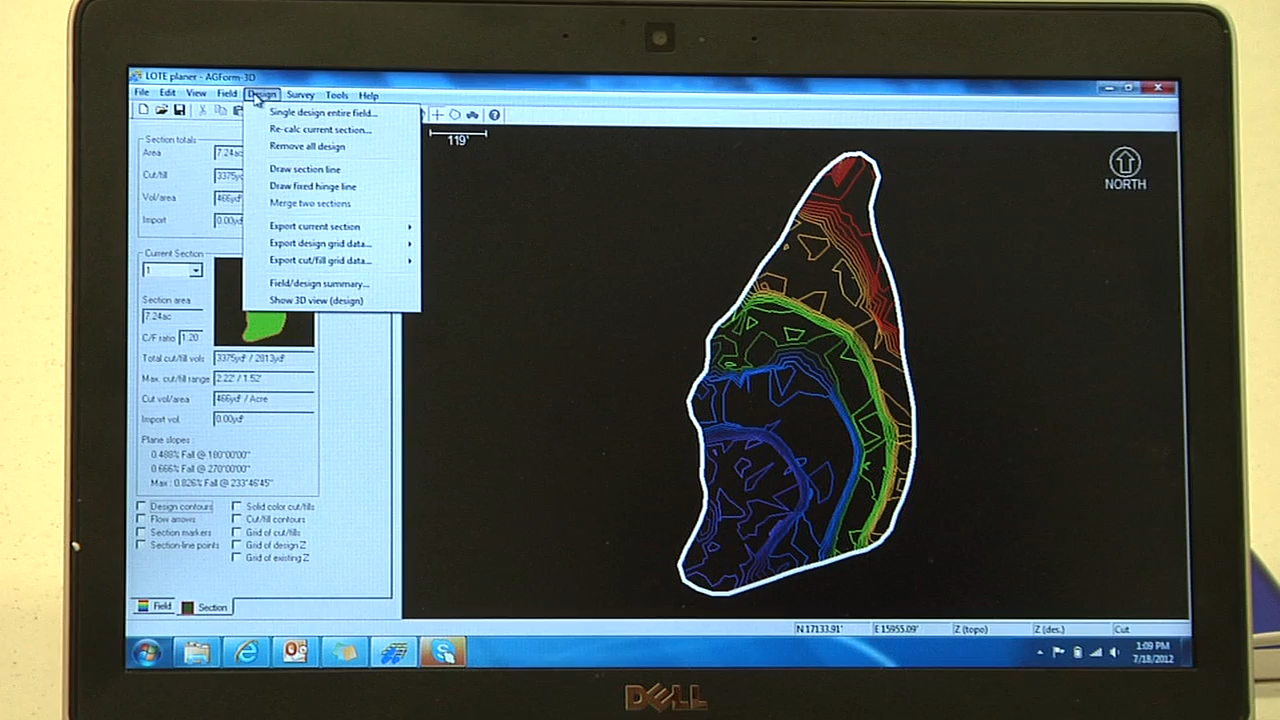 LOTE planer - AGForm-3D
File Edit View Field Design Survey Tools Help
Single design entire field...
Re-calc current section...
Remove all design
Draw section line
Draw fixed hinge line
Merge two sections
Export current section
Export design grid data...
Export cut/fill grid data...
Field/design summary...
Show 3D view (design)
Section totals
Area 7.24ac
Cut/fill 3375yd³
Vol/area 466yd³
Import 0.00yd³
Current Section
1
Section area
7.24ac
C/F ratio 1.20
Total cut/fill vols 3375yd³ / 2813yd³
Max. cut/fill range 2.22' / 1.52'
Cut vol/area 466yd³ / Acre
Import vol 0.00yd³
Plane slopes :
0.488% Fall @ 180°00'00"
0.666% Fall @ 270°00'00"
Max : 0.826% Fall @ 233°46'45"
Design contours Solid color cut/fills
Flow arrows Cut/fill contours
Section markers Grid of cut/fills
Section-line points Grid of design Z
Grid of existing Z
Field Section
119'
NORTH
N 17133.91' E 15955.09' Z (topo) Z (des.) Cut
1:09 PM
7/18/2012
DELL